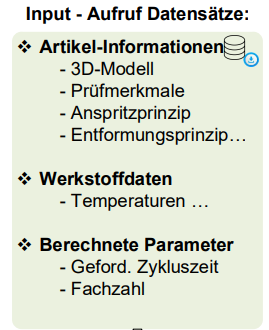 Input - Aufruf Datensätze:
❖ Artikel-Informationen
- 3D-Modell
- Prüfmerkmale
- Anspritzprinzip
- Entformungsprinzip…
❖ Werkstoffdaten
- Temperaturen …
❖ Berechnete Parameter
- Geford. Zykluszeit
- Fachzahl